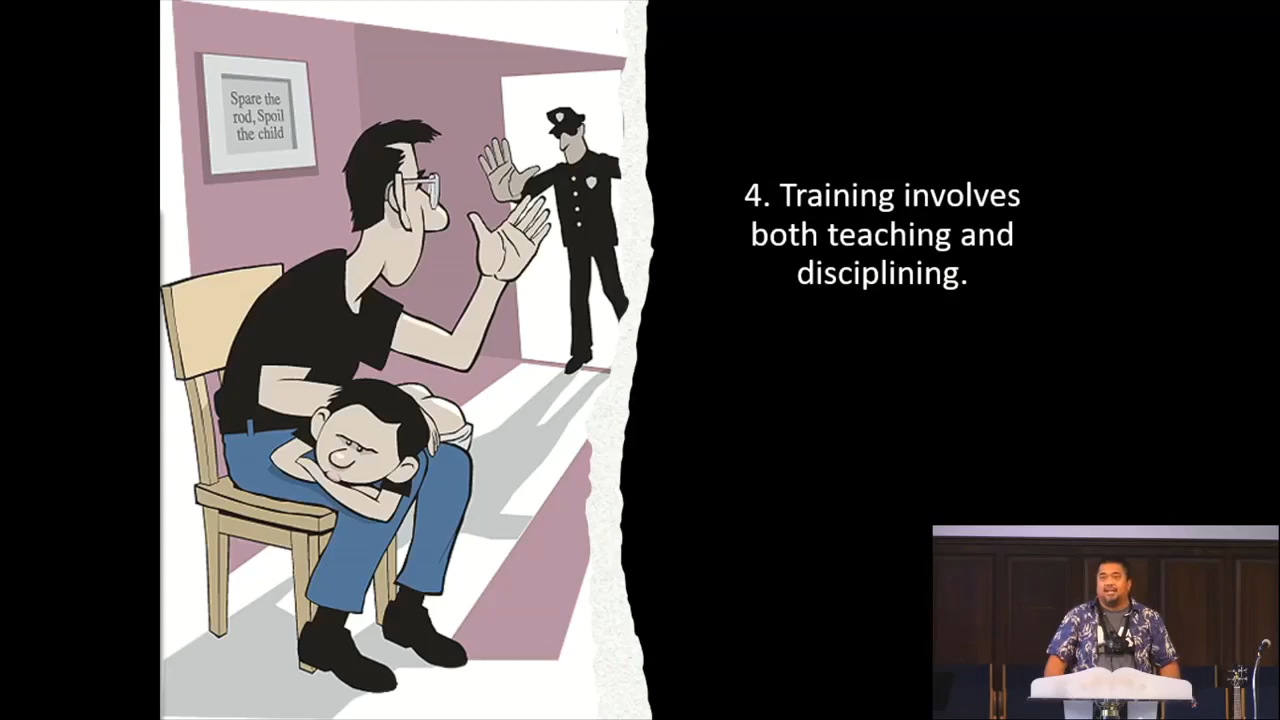 Spare the
rod, Spoil
the child
4. Training involves
both teaching and
disciplining.